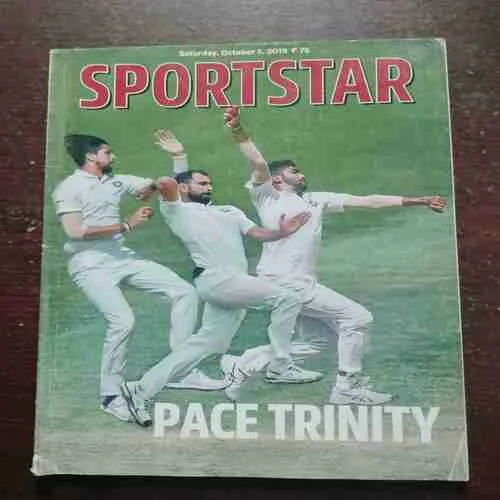 Saturday, October 5, 2019 ₹ 75
SPORTSTAR
PACE TRINITY